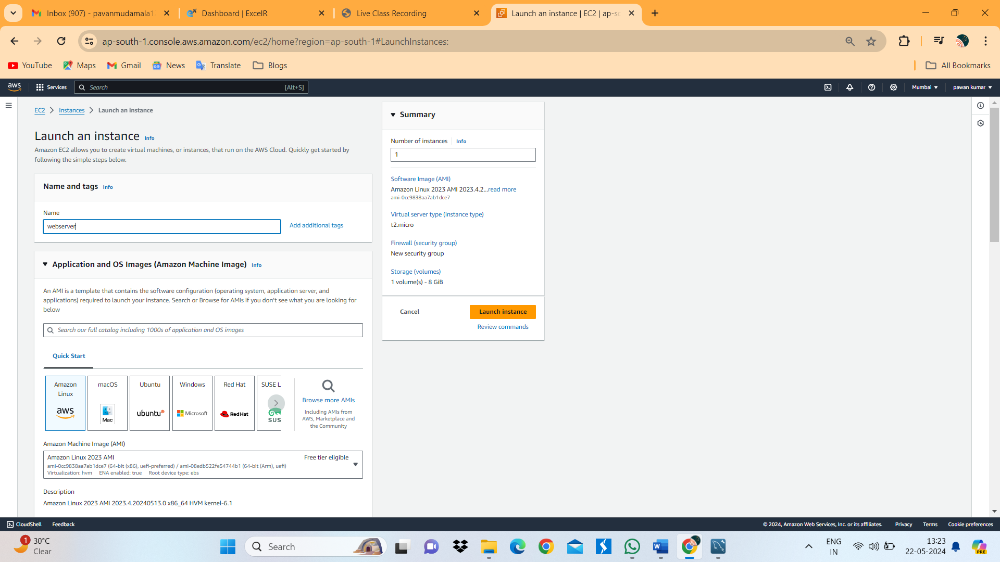 Inbox (907) - pavanmudamala1
Dashboard | ExcelR
Live Class Recording
Launch an instance | EC2 | ap-sc
ap-south-1.console.aws.amazon.com/ec2/home?region=ap-south-1#LaunchInstances:
YouTube
Maps
Gmail
News
Translate
Blogs
All Bookmarks
aws
Services
Search
[Alt+S]
Mumbai
pawan kumar
EC2
Instances
Launch an instance
Launch an instance Info
Amazon EC2 allows you to create virtual machines, or instances, that run on the AWS Cloud. Quickly get started by
following the simple steps below.
Name and tags Info
Name
webserver
Add additional tags
Application and OS Images (Amazon Machine Image) Info
An AMI is a template that contains the software configuration (operating system, application server, and
applications) required to launch your instance. Search or Browse for AMIs if you don't see what you are looking for
below
Search our full catalog including 1000s of application and OS images
Quick Start
Amazon
Linux
aws
macOS
Mac
Ubuntu
ubuntu
Windows
Microsoft
Red Hat
Red Hat
SUSE L
SUS
Browse more AMIs
Including AMIs from
AWS, Marketplace and
the Community
Amazon Machine Image (AMI)
Amazon Linux 2023 AMI
Free tier eligible
ami-0cc9838aa7ab1dce7 (64-bit (x86), uefi-preferred) / ami-08edb522fe54744b1 (64-bit (Arm), uefi)
Virtualization: hvm ENA enabled: true Root device type: ebs
Description
Amazon Linux 2023 AMI 2023.4.20240513.0 x86_64 HVM kernel-6.1
Summary
Number of instances Info
1
Software Image (AMI)
Amazon Linux 2023 AMI 2023.4.2...read more
ami-0cc9838aa7ab1dce7
Virtual server type (instance type)
t2.micro
Firewall (security group)
New security group
Storage (volumes)
1 volume(s) - 8 GiB
Cancel
Launch instance
Review commands
CloudShell
Feedback
© 2024, Amazon Web Services, Inc. or its affiliates.
Privacy
Terms
Cookie preferences
1
30°C
Clear
Search
PRE
ENG
IN
13:23
22-05-2024